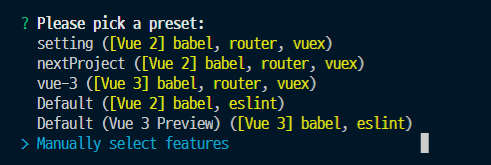 ? Please pick a preset:
setting ([Vue 2] babel, router, vuex)
nextProject ([Vue 2] babel, router, vuex)
vue-3 ([Vue 3] babel, router, vuex)
Default ([Vue 2] babel, eslint)
Default (Vue 3 Preview) ([Vue 3] babel, eslint)
> Manually select features